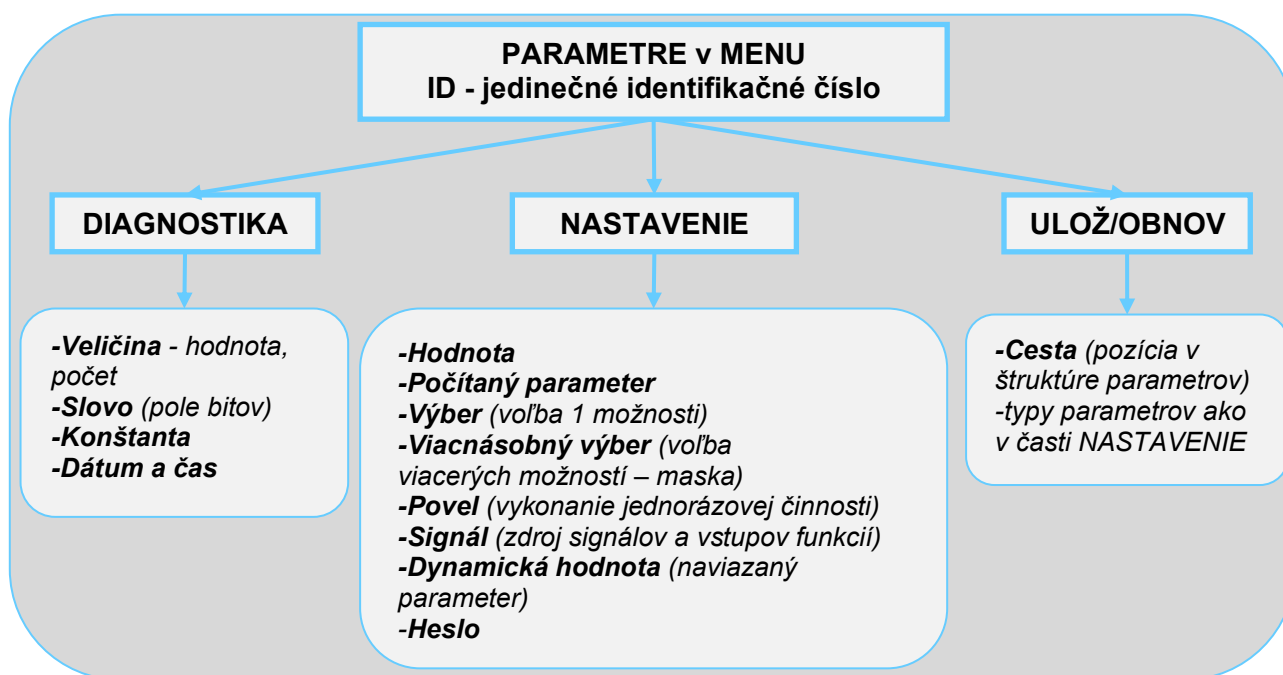 PARAMETRE v MENU
ID - jedinečné identifikačné číslo
DIAGNOSTIKA
NASTAVENIE
ULOŽ/OBNOV
-Veličina - hodnota,
počet
-Slovo (pole bitov)
-Konštanta
-Dátum a čas
-Hodnota
-Počítaný parameter
-Výber (voľba 1 možnosti)
-Viacnásobný výber (voľba
viacerých možností – maska)
-Povel (vykonanie jednorázovej činnosti)
-Signál (zdroj signálov a vstupov funkcií)
-Dynamická hodnota (naviazaný
parameter)
-Heslo
-Cesta (pozícia v
štruktúre parametrov)
-typy parametrov ako
v časti NASTAVENIE